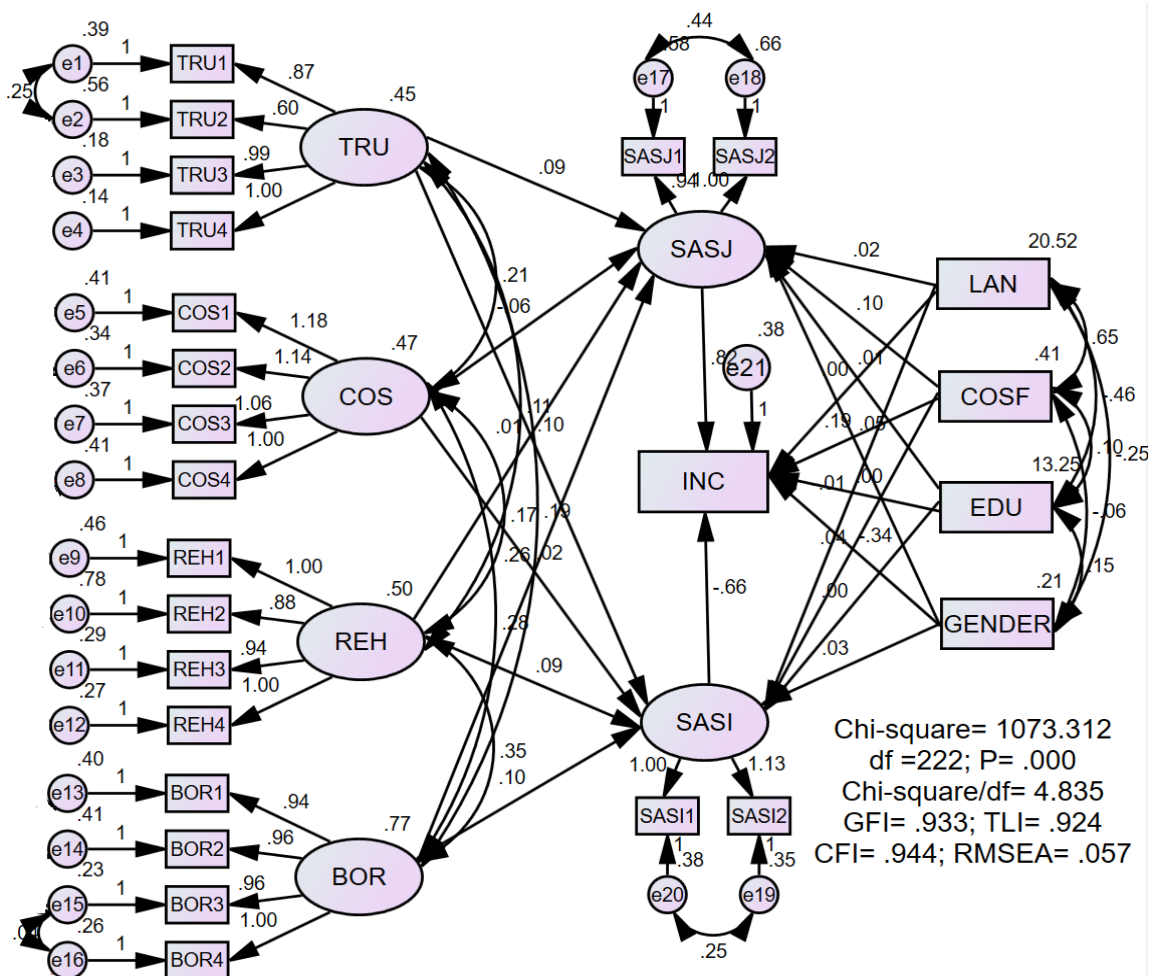 .39
e1
1
TRU1
.87
.25
.56
e2
1
TRU2
.60
.18
e3
1
TRU3
.99
.14
e4
1
TRU4
1.00
.45
TRU
.41
e5
1
COS1
1.18
.34
e6
1
COS2
1.14
.37
e7
1
COS3
1.06
.41
e8
1
COS4
1.00
.47
COS
.46
e9
1
REH1
1.00
.78
e10
1
REH2
.88
.29
e11
1
REH3
.94
.27
e12
1
REH4
1.00
.50
REH
.40
e13
1
BOR1
.94
.41
e14
1
BOR2
.96
.23
e15
1
BOR3
.96
.26
e16
1
BOR4
1.00
.77
BOR
.44
.58
.66
e17
e18
1
1
SASJ1
SASJ2
.94
1.00
SASJ
.09
.21
-.06
.11
.10
.01
.17
.19
.26
.02
.28
.09
.35
.10
.38
.82
e21
1
INC
-.66
SASI
1.00
1.13
SASI1
SASI2
1
.38
1
.35
e20
e19
.25
.02
.10
.01
.00
.19
.05
.00
.01
.04
-.34
.00
.03
20.52
LAN
.65
.41
COSF
-.46
.10
-.25
13.25
EDU
-.06
.15
.21
GENDER
Chi-square= 1073.312
df =222; P= .000
Chi-square/df= 4.835
GFI= .933; TLI= .924
CFI= .944; RMSEA= .057